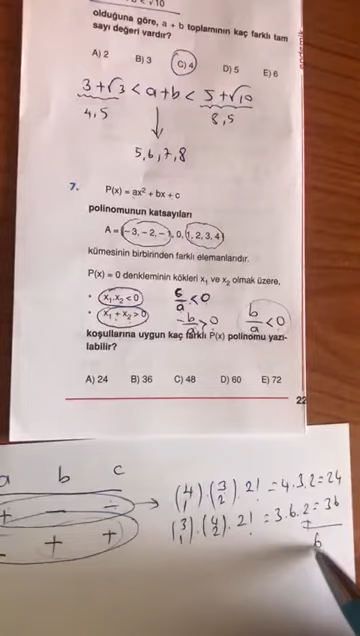 √10
olduğuna göre, a + b toplamının kaç farklı tam
sayı değeri vardır?
A) 2 B) 3 C) 4 D) 5 E) 6
3+√3 < a+b < 5+√10
4,5 8,5
5,6,7,8
7. P(x) = ax² + bx + c
polinomunun katsayıları
A = {-3, -2, -1, 0, 1, 2, 3, 4}
kümesinin birbirinden farklı elemanlarıdır.
P(x) = 0 denkleminin kökleri x₁ ve x₂ olmak üzere,
• x₁.x₂ < 0 c/a < 0
• x₁ + x₂ > 0 -b/a > 0 b/a < 0
koşullarına uygun kaç farklı P(x) polinomu yazı-
labilir?
A) 24 B) 36 C) 48 D) 60 E) 72
22
a b c
+ - - → (4 1).(3 2).2! = 4.3.2 = 24
- + + (3 1).(4 2).2! = 3.6.2 = 36
+
6